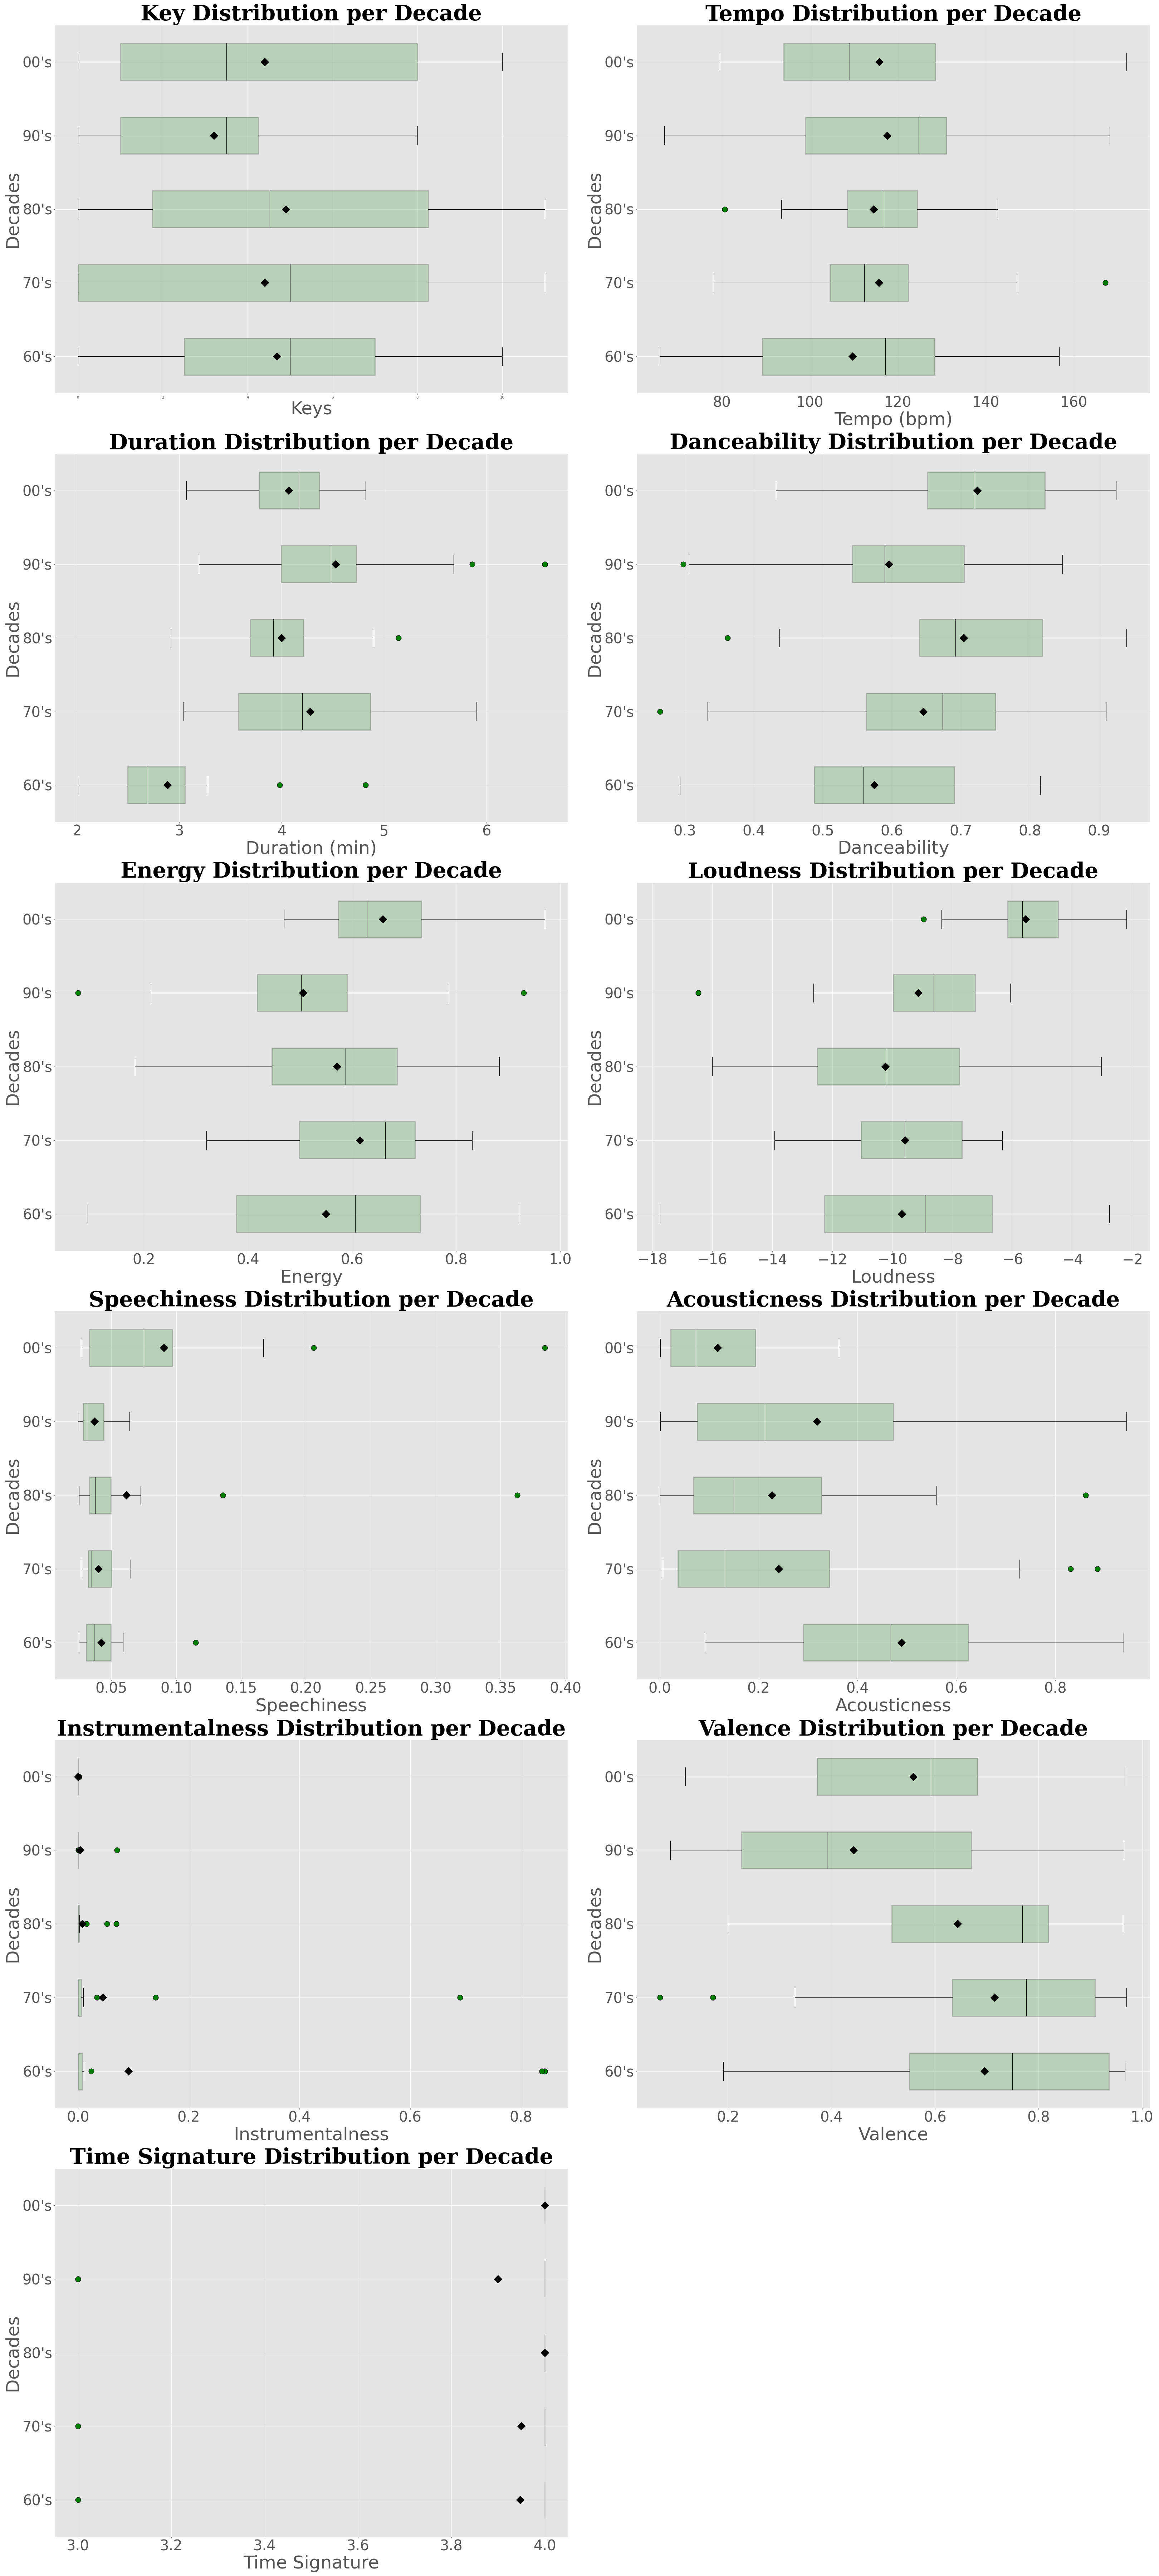 Key Distribution per Decade
Decades
00's
90's
80's
70's
60's
Keys
Tempo Distribution per Decade
Decades
00's
90's
80's
70's
60's
80 100 120 140 160
Tempo (bpm)
Duration Distribution per Decade
Decades
00's
90's
80's
70's
60's
2 3 4 5 6
Duration (min)
Danceability Distribution per Decade
Decades
00's
90's
80's
70's
60's
0.3 0.4 0.5 0.6 0.7 0.8 0.9
Danceability
Energy Distribution per Decade
Decades
00's
90's
80's
70's
60's
0.2 0.4 0.6 0.8 1.0
Energy
Loudness Distribution per Decade
Decades
00's
90's
80's
70's
60's
−18 −16 −14 −12 −10 −8 −6 −4 −2
Loudness
Speechiness Distribution per Decade
Decades
00's
90's
80's
70's
60's
0.05 0.10 0.15 0.20 0.25 0.30 0.35 0.40
Speechiness
Acousticness Distribution per Decade
Decades
00's
90's
80's
70's
60's
0.0 0.2 0.4 0.6 0.8
Acousticness
Instrumentalness Distribution per Decade
Decades
00's
90's
80's
70's
60's
0.0 0.2 0.4 0.6 0.8
Instrumentalness
Valence Distribution per Decade
Decades
00's
90's
80's
70's
60's
0.2 0.4 0.6 0.8 1.0
Valence
Time Signature Distribution per Decade
Decades
00's
90's
80's
70's
60's
3.0 3.2 3.4 3.6 3.8 4.0
Time Signature